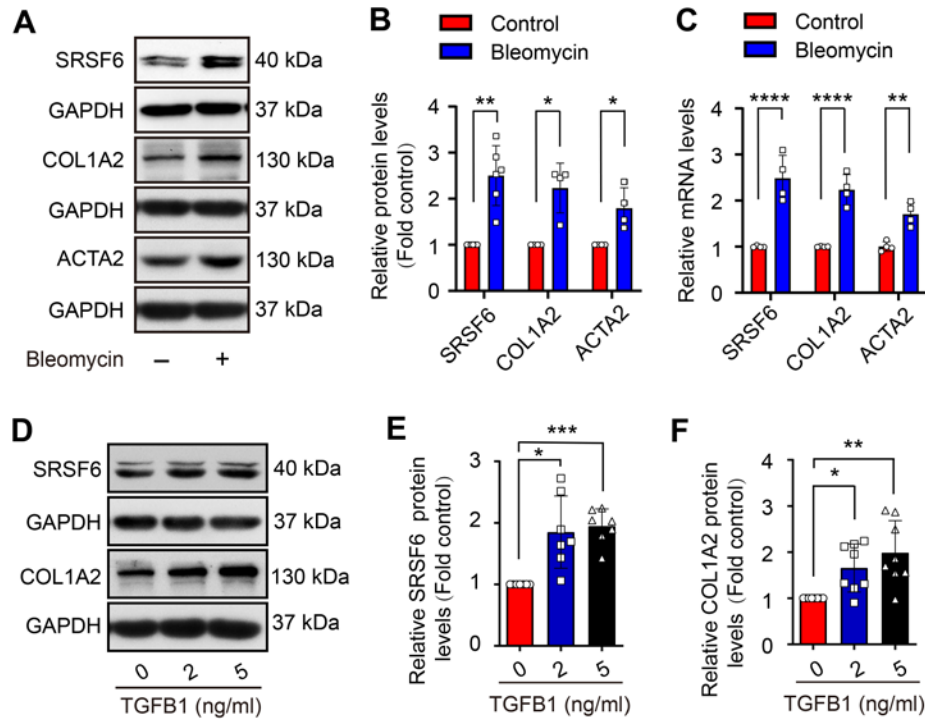 A
SRSF6 40 kDa
GAPDH 37 kDa
COL1A2 130 kDa
GAPDH 37 kDa
ACTA2 130 kDa
GAPDH 37 kDa
Bleomycin – +
B
Control
Bleomycin
Relative protein levels
(Fold control)
4
3
2
1
0
** * *
SRSF6 COL1A2 ACTA2
C
Control
Bleomycin
Relative mRNA levels
4
3
2
1
0
**** **** **
SRSF6 COL1A2 ACTA2
D
SRSF6 40 kDa
GAPDH 37 kDa
COL1A2 130 kDa
GAPDH 37 kDa
0 2 5
TGFB1 (ng/ml)
E
Relative SRSF6 protein
levels (Fold control)
3
2
1
0
***
*
0 2 5
TGFB1 (ng/ml)
F
Relative COL1A2 protein
levels (Fold control)
4
3
2
1
0
**
*
0 2 5
TGFB1 (ng/ml)